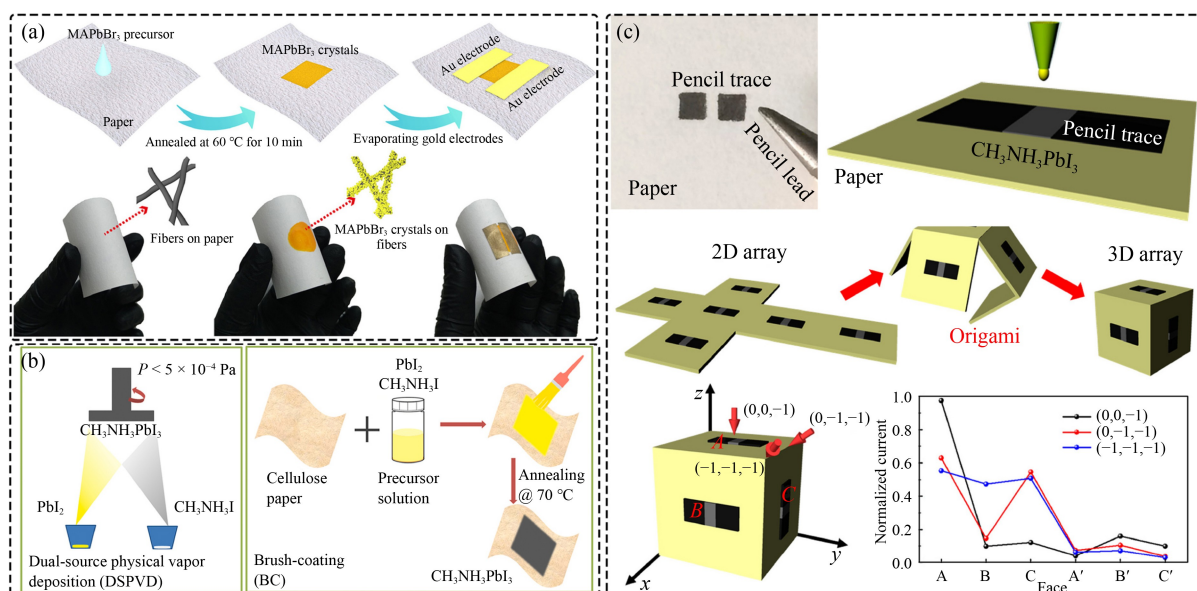 (a)
MAPbBr₃ precursor
MAPbBr₃ crystals
Au electrode
Au electrode
Paper
Annealed at 60 ℃ for 10 min
Evaporating gold electrodes
Fibers on paper
MAPbBr₃ crystals on
fibers
(b)
P < 5 × 10⁻⁴ Pa
CH₃NH₃PbI₃
PbI₂
CH₃NH₃I
Dual-source physical vapor
deposition (DSPVD)
PbI₂
CH₃NH₃I
Cellulose
paper
Precursor
solution
Annealing
@ 70 ℃
Brush-coating
(BC)
CH₃NH₃PbI₃
(c)
Pencil trace
Pencil lead
Paper
Pencil trace
CH₃NH₃PbI₃
Paper
2D array
Origami
3D array
z
(0,0,−1)
(0,−1,−1)
A
(−1,−1,−1)
B
C
x
y
Normalized current
1.0
0.8
0.6
0.4
0.2
0.0
(0,0,−1)
(0,−1,−1)
(−1,−1,−1)
A B C A′ B′ C′
Face